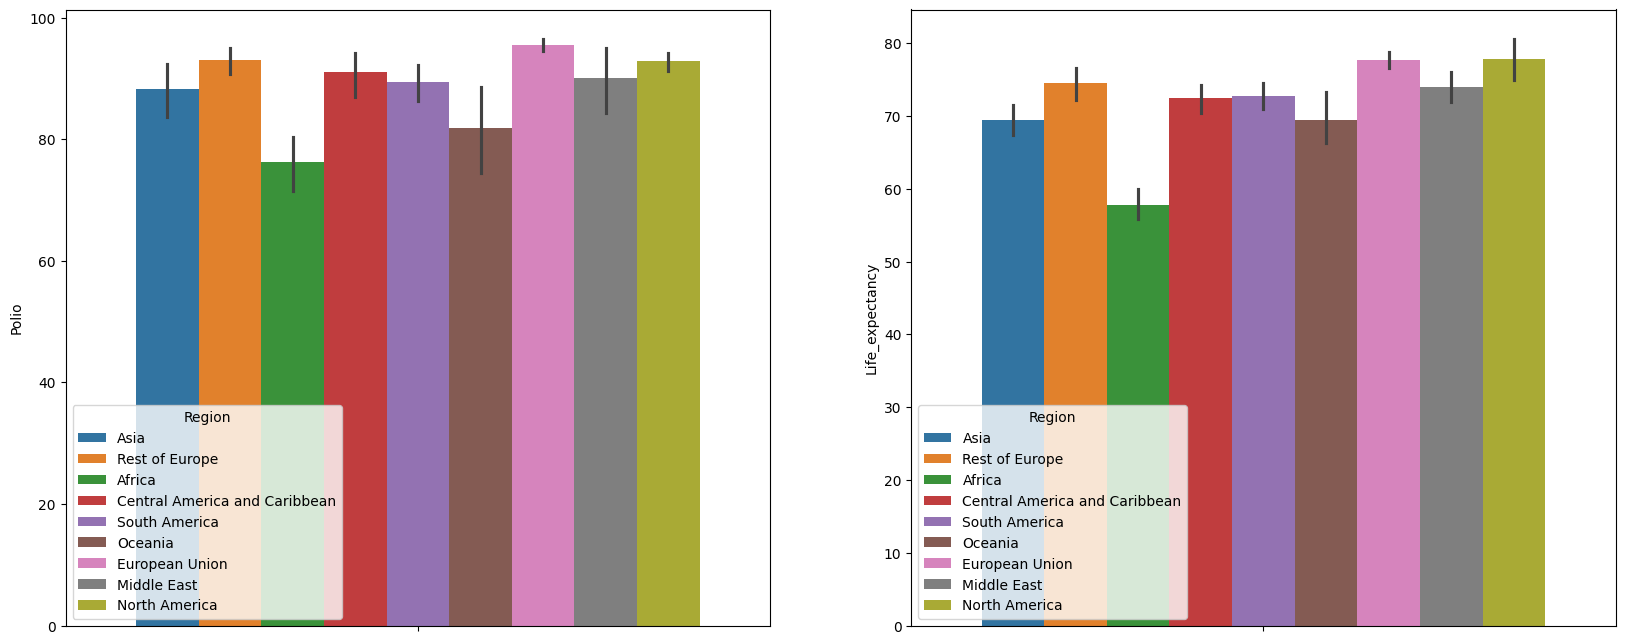 100
80
60
40
20
0
Polio
Region
Asia
Rest of Europe
Africa
Central America and Caribbean
South America
Oceania
European Union
Middle East
North America
80
70
60
50
40
30
20
10
0
Life_expectancy
Region
Asia
Rest of Europe
Africa
Central America and Caribbean
South America
Oceania
European Union
Middle East
North America